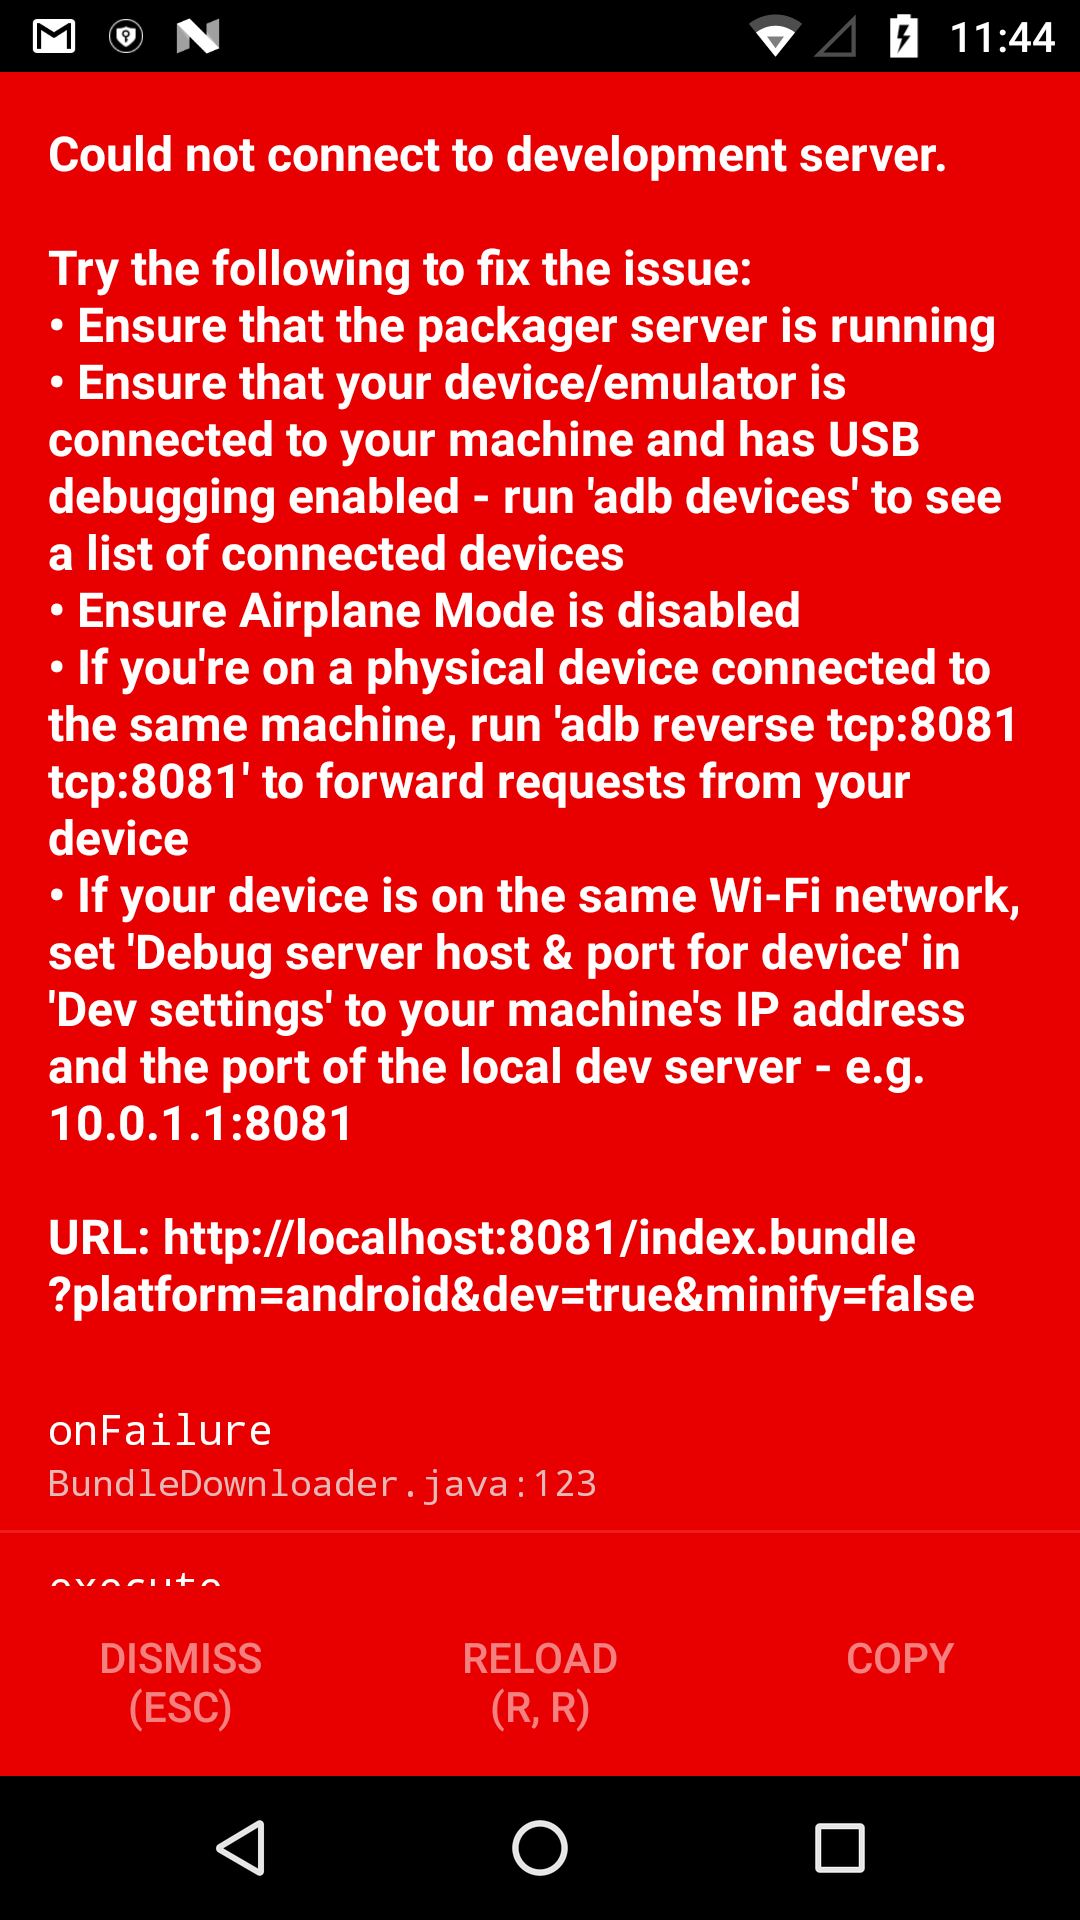 11:44
Could not connect to development server.
Try the following to fix the issue:
• Ensure that the packager server is running
• Ensure that your device/emulator is
connected to your machine and has USB
debugging enabled - run 'adb devices' to see
a list of connected devices
• Ensure Airplane Mode is disabled
• If you're on a physical device connected to
the same machine, run 'adb reverse tcp:8081
tcp:8081' to forward requests from your
device
• If your device is on the same Wi-Fi network,
set 'Debug server host & port for device' in
'Dev settings' to your machine's IP address
and the port of the local dev server - e.g.
10.0.1.1:8081
URL: http://localhost:8081/index.bundle
?platform=android&dev=true&minify=false
onFailure
BundleDownloader.java:123
execute
DISMISS
(ESC)
RELOAD
(R, R)
COPY